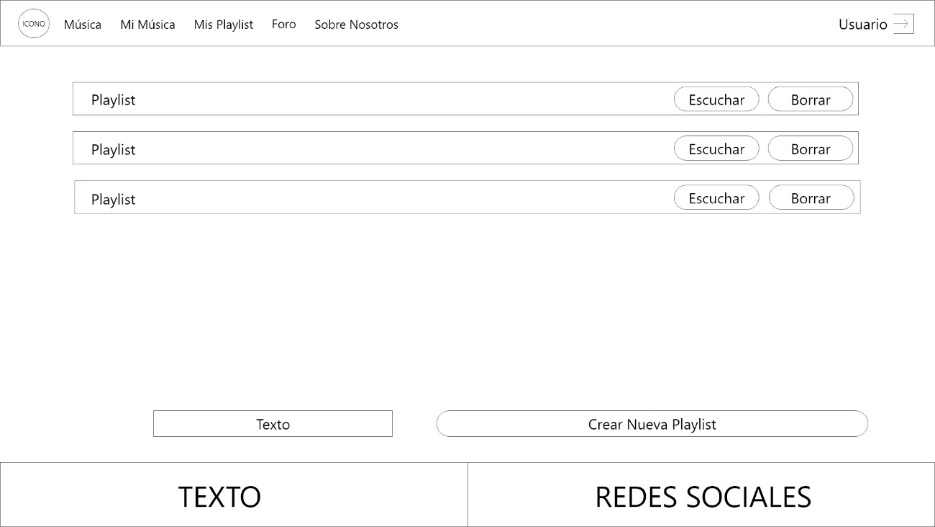 ICONO Música Mi Música Mis Playlist Foro Sobre Nosotros Usuario
Playlist Escuchar Borrar
Playlist Escuchar Borrar
Playlist Escuchar Borrar
Texto Crear Nueva Playlist
TEXTO REDES SOCIALES